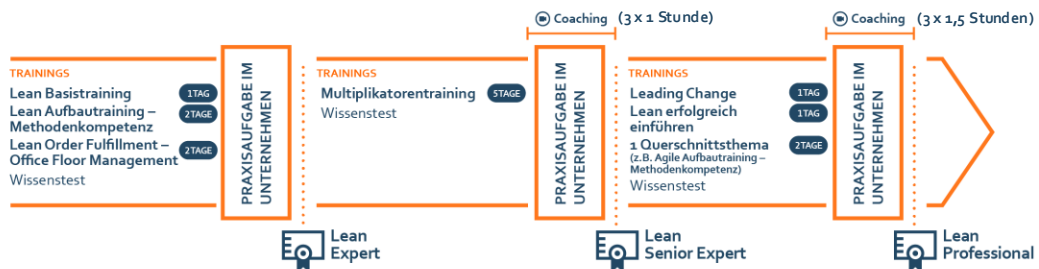 TRAININGS
Lean Basistraining 1TAG
Lean Aufbautraining –
Methodenkompetenz 2TAGE
Lean Order Fulfillment –
Office Floor Management 2TAGE
Wissenstest
PRAXISAUFGABE IM
UNTERNEHMEN
Lean
Expert
TRAININGS
Multiplikatorentraining 5TAGE
Wissenstest
Coaching (3 x 1 Stunde)
PRAXISAUFGABE IM
UNTERNEHMEN
Lean
Senior Expert
TRAININGS
Leading Change 1TAG
Lean erfolgreich 1TAG
einführen
1 Querschnittsthema 2TAGE
(z.B. Agile Aufbautraining –
Methodenkompetenz)
Wissenstest
Coaching (3 x 1,5 Stunden)
PRAXISAUFGABE IM
UNTERNEHMEN
Lean
Professional